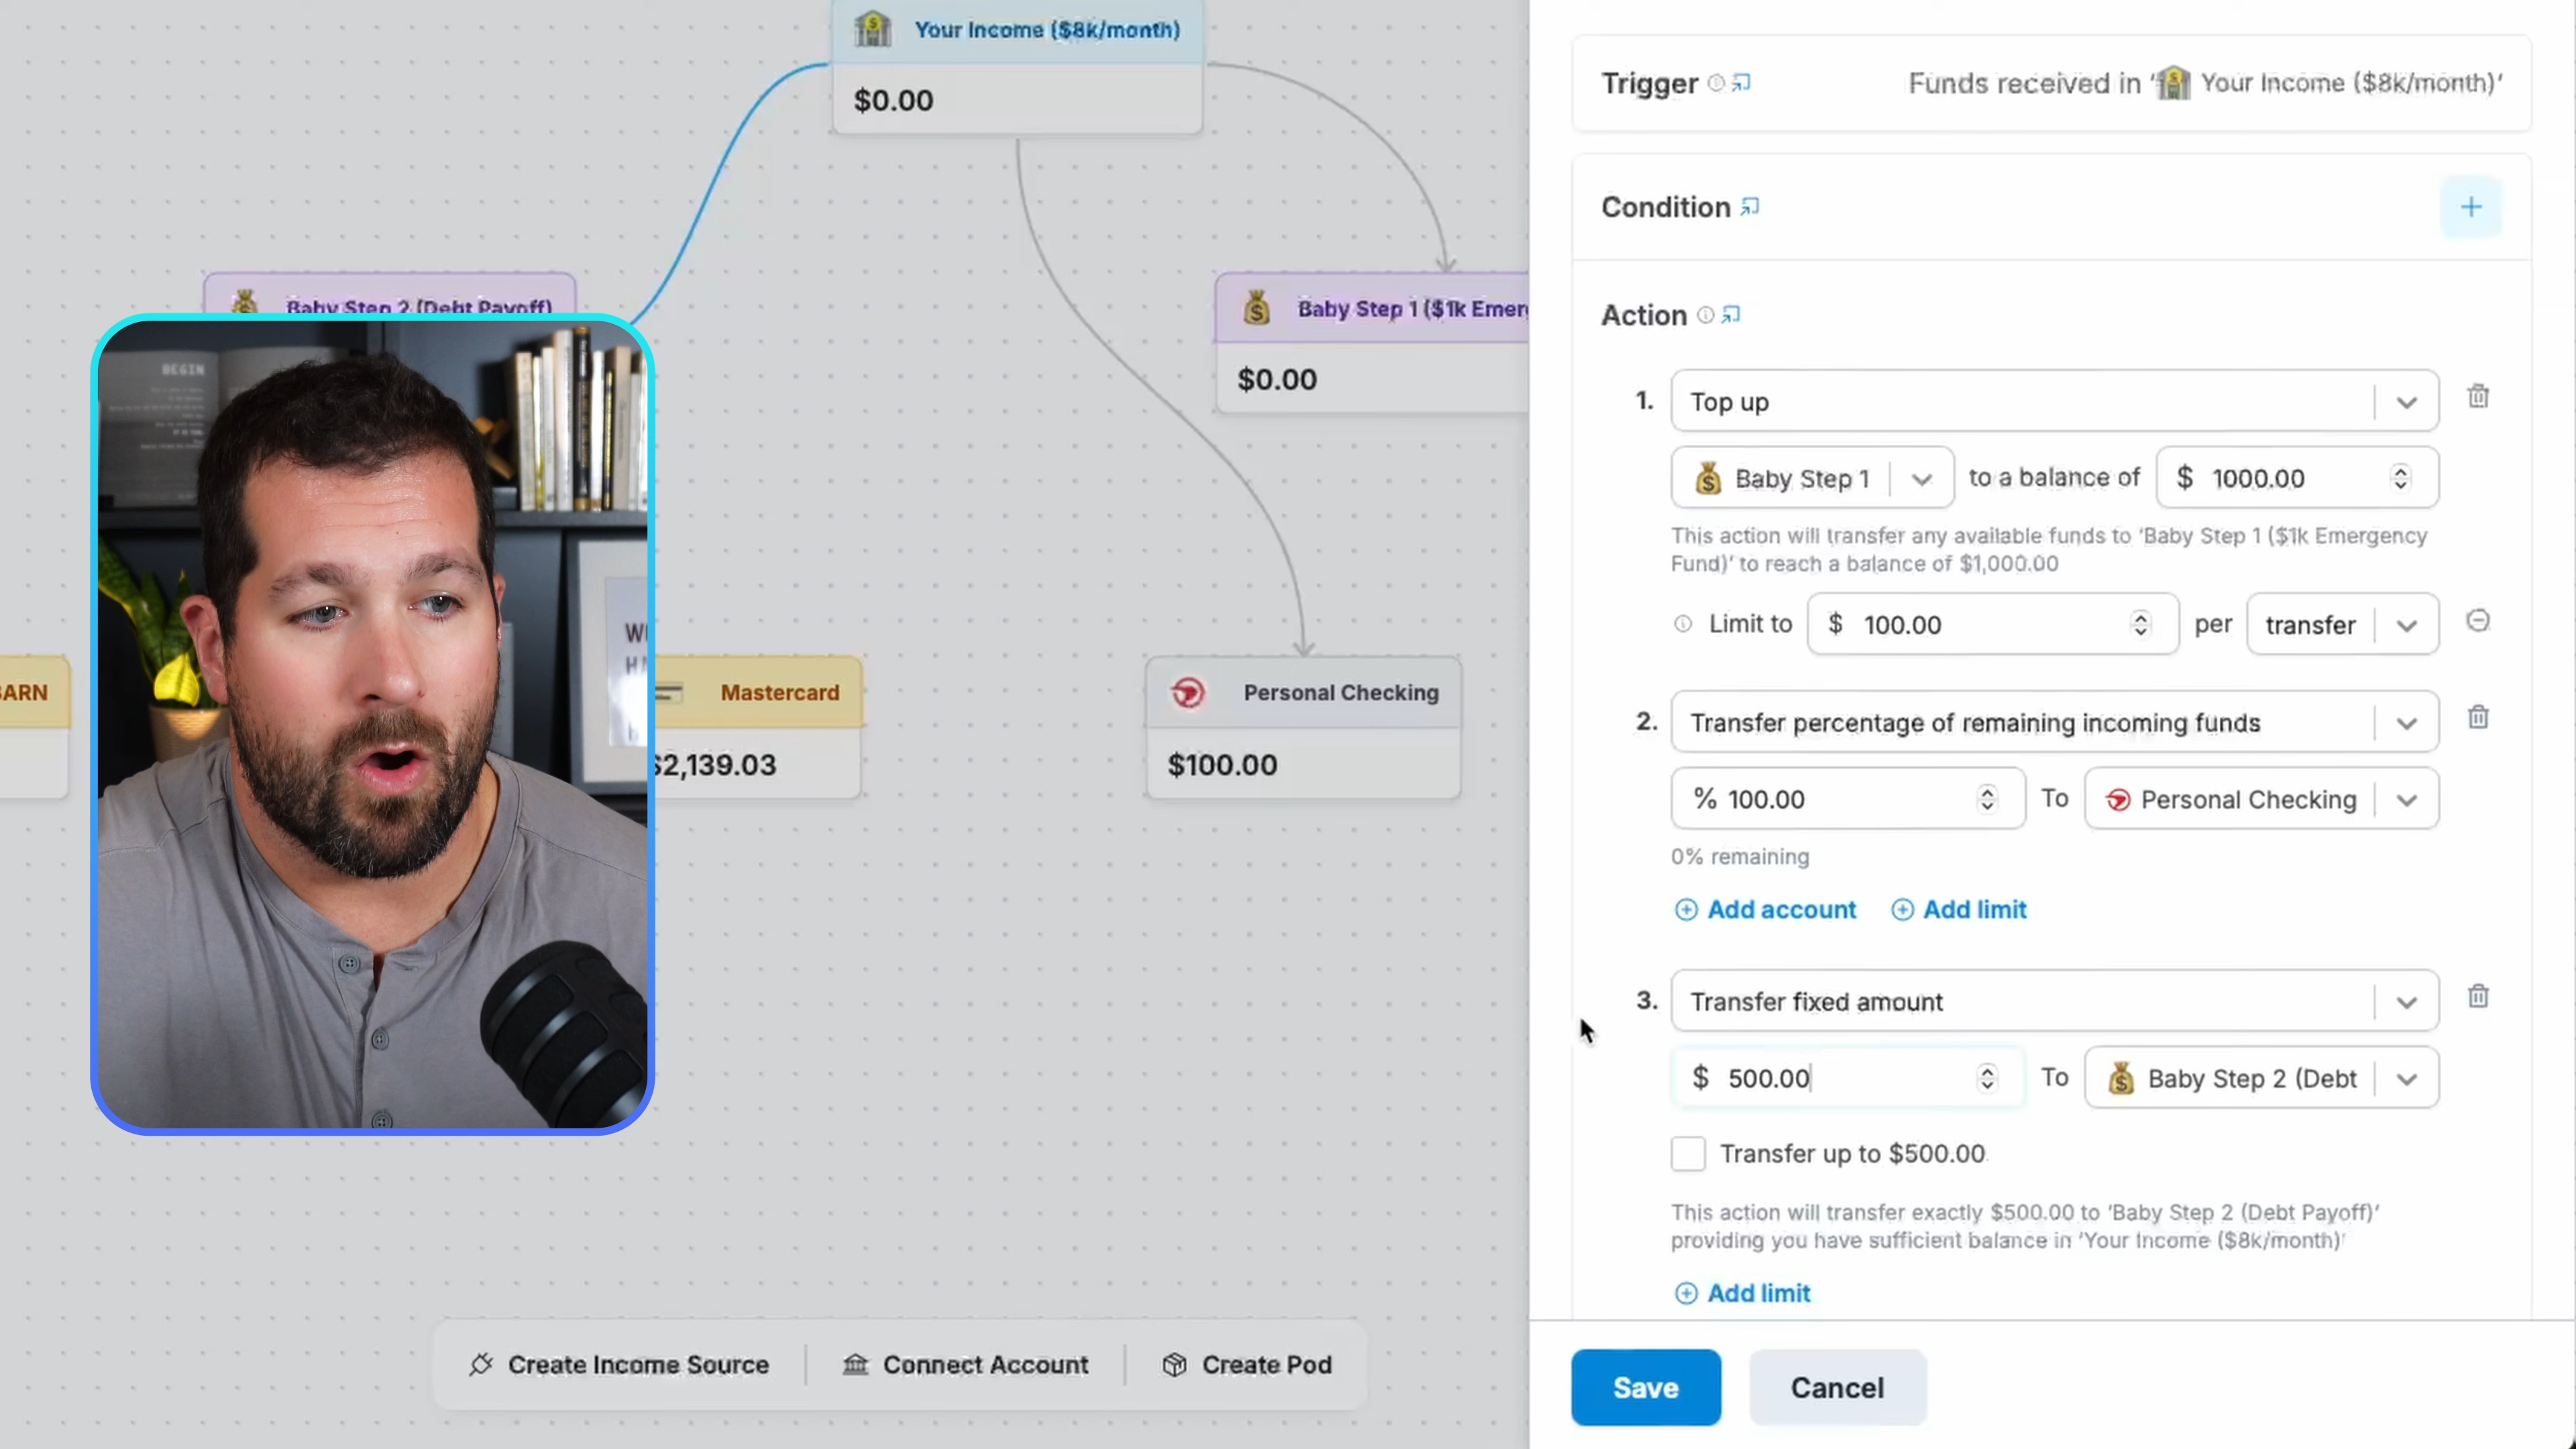 Your Income ($8k/month)
$0.00
Baby Step 2 (Debt Payoff)
Baby Step 1 ($1k Emer
$0.00
BEGIN
ARN
Mastercard
$2,139.03
Personal Checking
$100.00
Create Income Source
Connect Account
Create Pod
Trigger
Funds received in ' Your Income ($8k/month)'
Condition
Action
1.
Top up
Baby Step 1
to a balance of
$ 1000.00
This action will transfer any available funds to 'Baby Step 1 ($1k Emergency
Fund)' to reach a balance of $1,000.00
Limit to
$ 100.00
per
transfer
2.
Transfer percentage of remaining incoming funds
% 100.00
To
Personal Checking
0% remaining
Add account
Add limit
3.
Transfer fixed amount
$ 500.00
To
Baby Step 2 (Debt
Transfer up to $500.00
This action will transfer exactly $500.00 to 'Baby Step 2 (Debt Payoff)'
providing you have sufficient balance in 'Your Income ($8k/month)'
Add limit
Save
Cancel